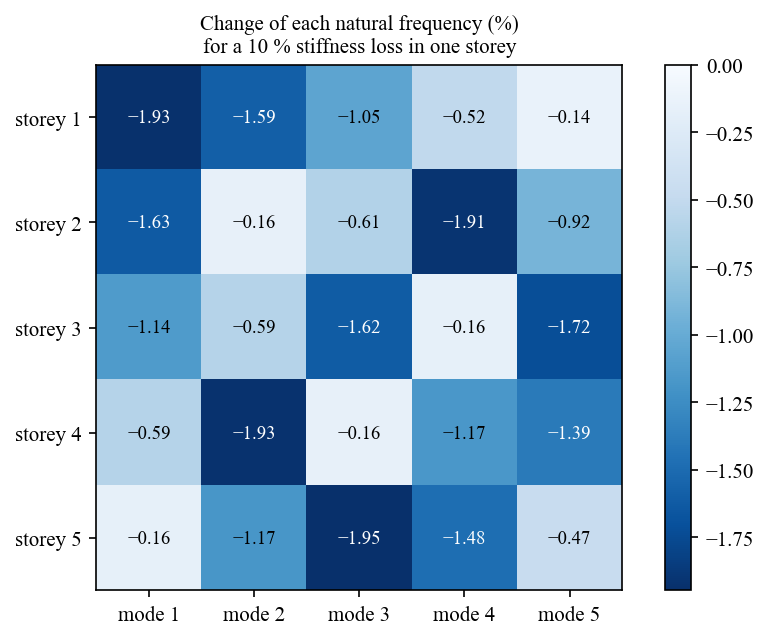 Change of each natural frequency (%)
for a 10 % stiffness loss in one storey
storey 1 −1.93 −1.59 −1.05 −0.52 −0.14
storey 2 −1.63 −0.16 −0.61 −1.91 −0.92
storey 3 −1.14 −0.59 −1.62 −0.16 −1.72
storey 4 −0.59 −1.93 −0.16 −1.17 −1.39
storey 5 −0.16 −1.17 −1.95 −1.48 −0.47
mode 1 mode 2 mode 3 mode 4 mode 5
0.00
−0.25
−0.50
−0.75
−1.00
−1.25
−1.50
−1.75